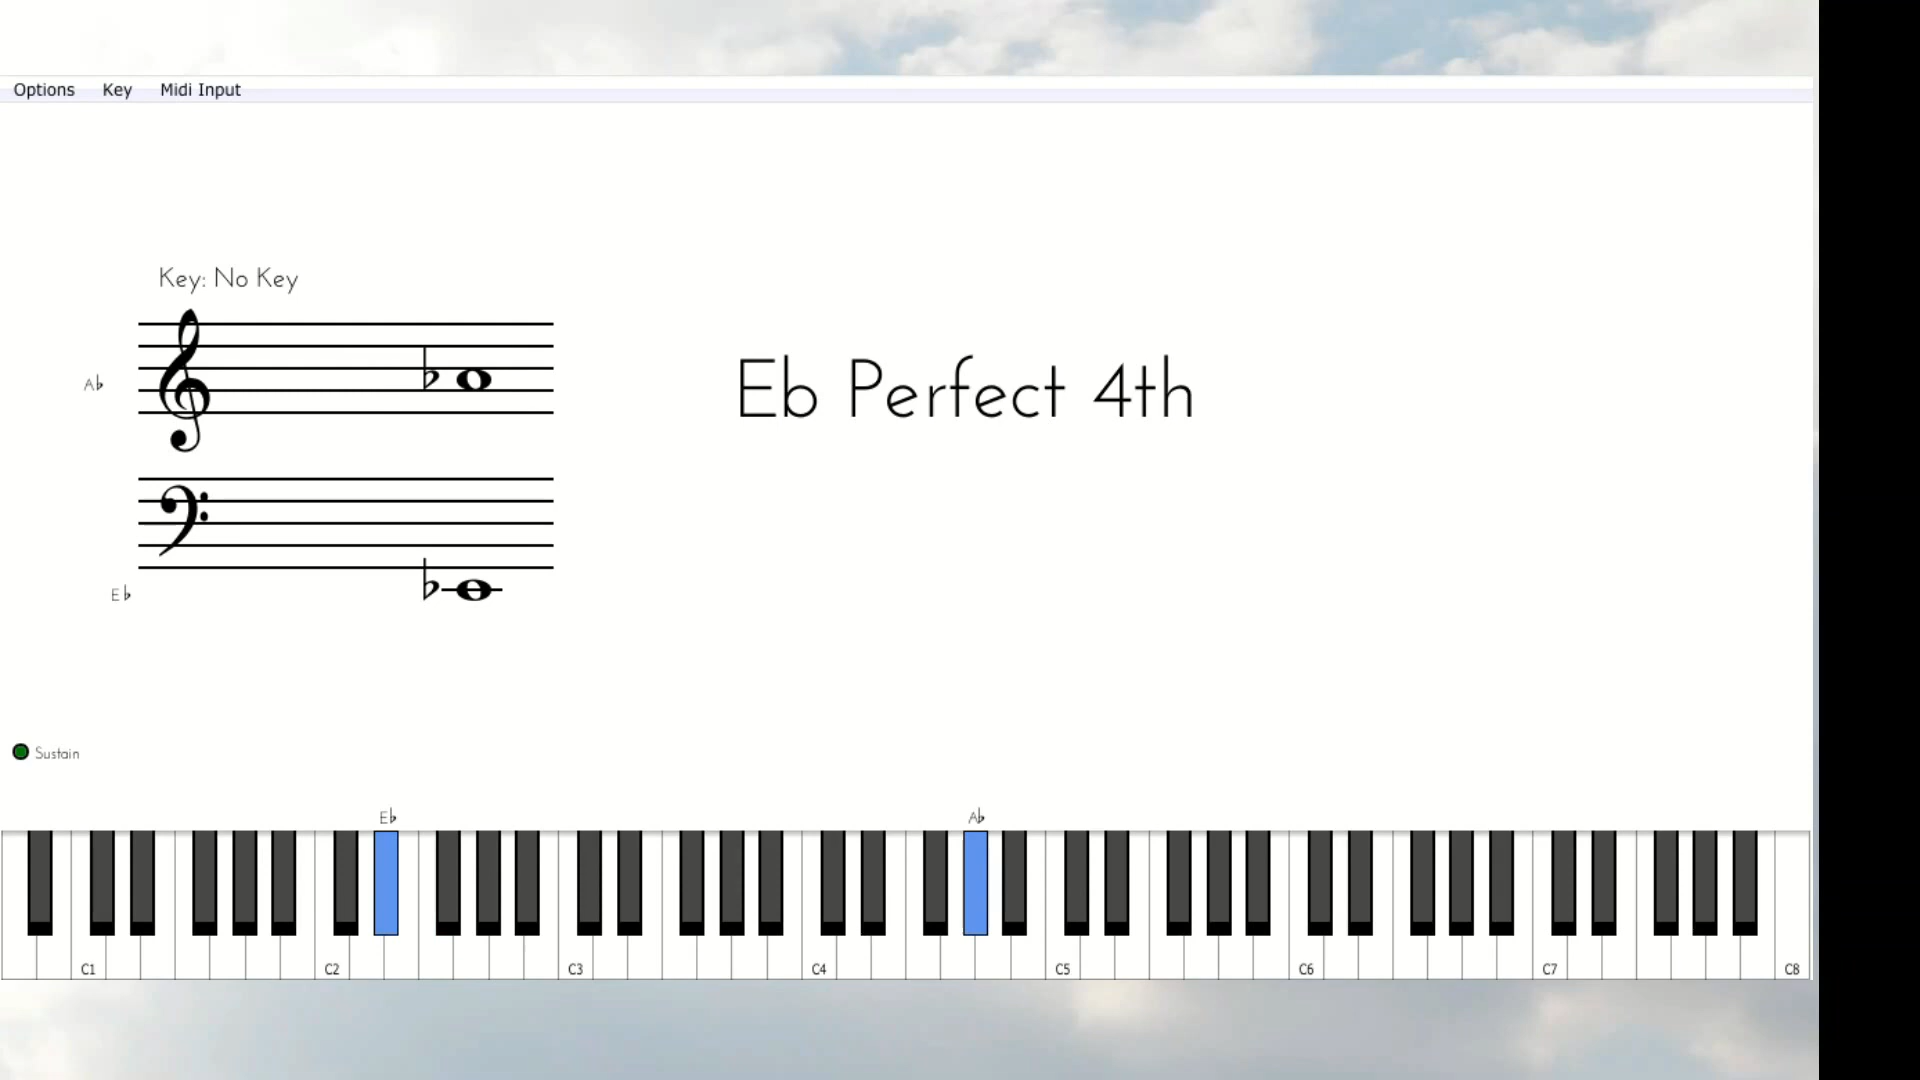 Options Key Midi Input
Key: No Key
A♭
Eb Perfect 4th
E♭
Sustain
E♭ A♭
C1 C2 C3 C4 C5 C6 C7 C8